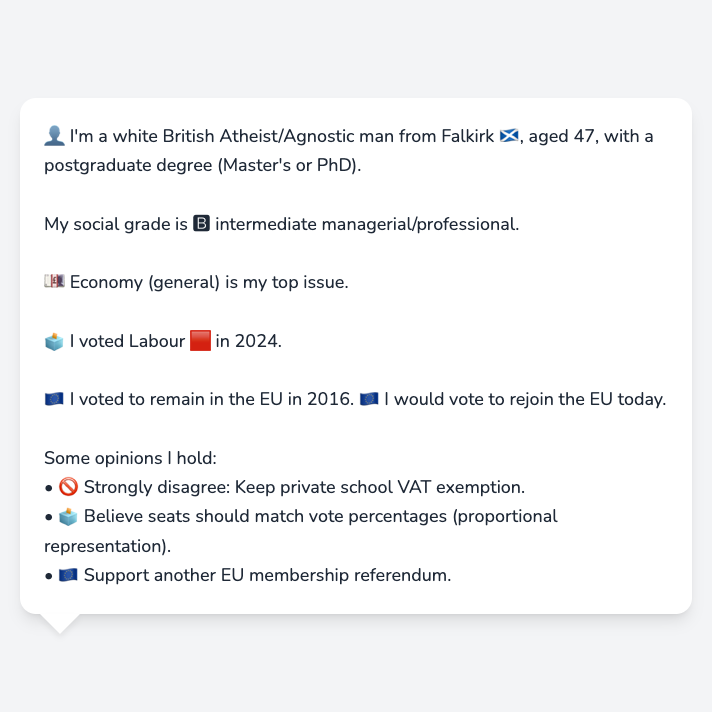 👤 I'm a white British Atheist/Agnostic man from Falkirk 🏴󠁧󠁢󠁳󠁣󠁴󠁿, aged 47, with a
postgraduate degree (Master's or PhD).
My social grade is 🅱 intermediate managerial/professional.
💷 Economy (general) is my top issue.
🗳️ I voted Labour 🟥 in 2024.
🇪🇺 I voted to remain in the EU in 2016. 🇪🇺 I would vote to rejoin the EU today.
Some opinions I hold:
• 🚫 Strongly disagree: Keep private school VAT exemption.
• 🗳️ Believe seats should match vote percentages (proportional
representation).
• 🇪🇺 Support another EU membership referendum.